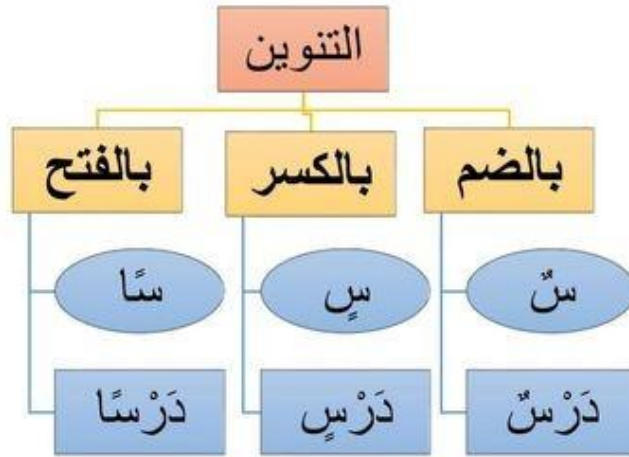 التنوين
بالضم
بالكسر
بالفتح
سٌ
سٍ
سًا
دَرْسٌ
دَرْسٍ
دَرْسًا